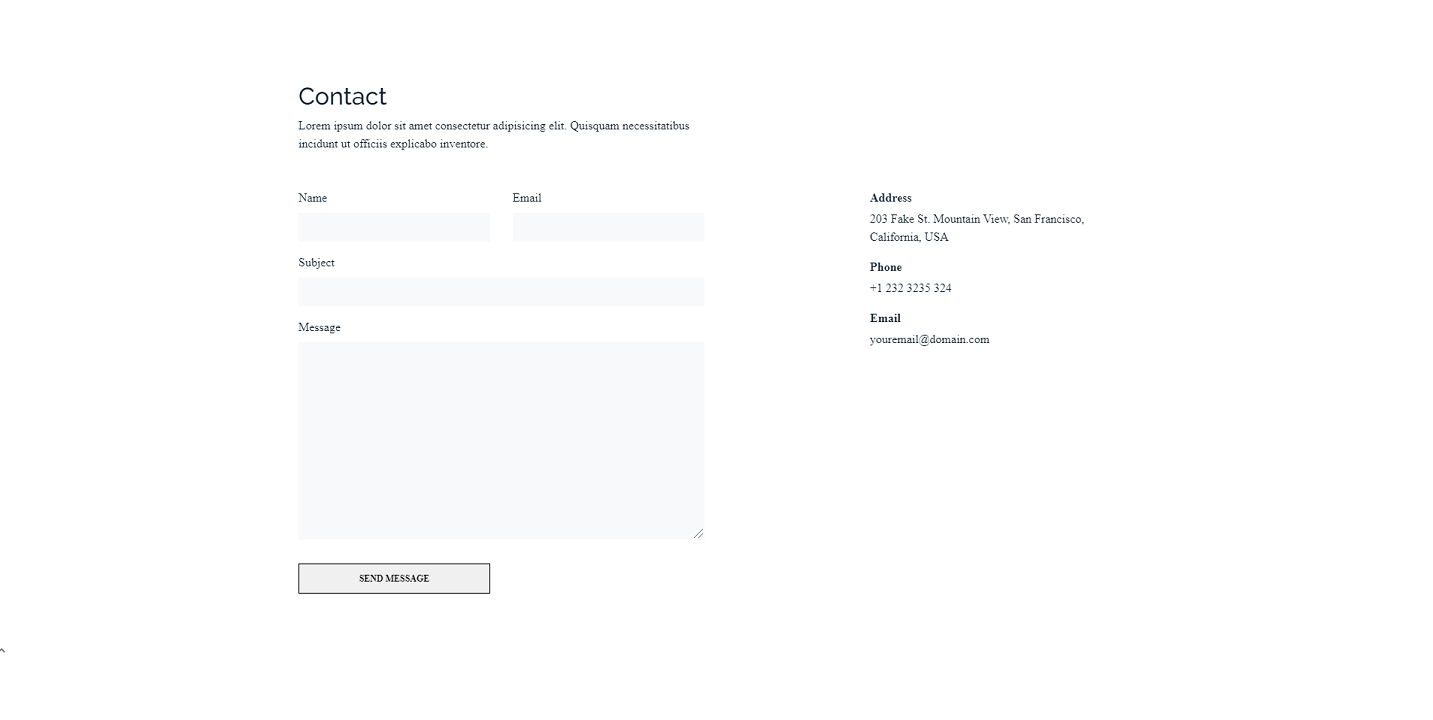 Contact
Lorem ipsum dolor sit amet consectetur adipisicing elit. Quisquam necessitatibus
incidunt ut officiis explicabo inventore.
Name
Email
Subject
Message
SEND MESSAGE
Address
203 Fake St. Mountain View, San Francisco,
California, USA
Phone
+1 232 3235 324
Email
youremail@domain.com